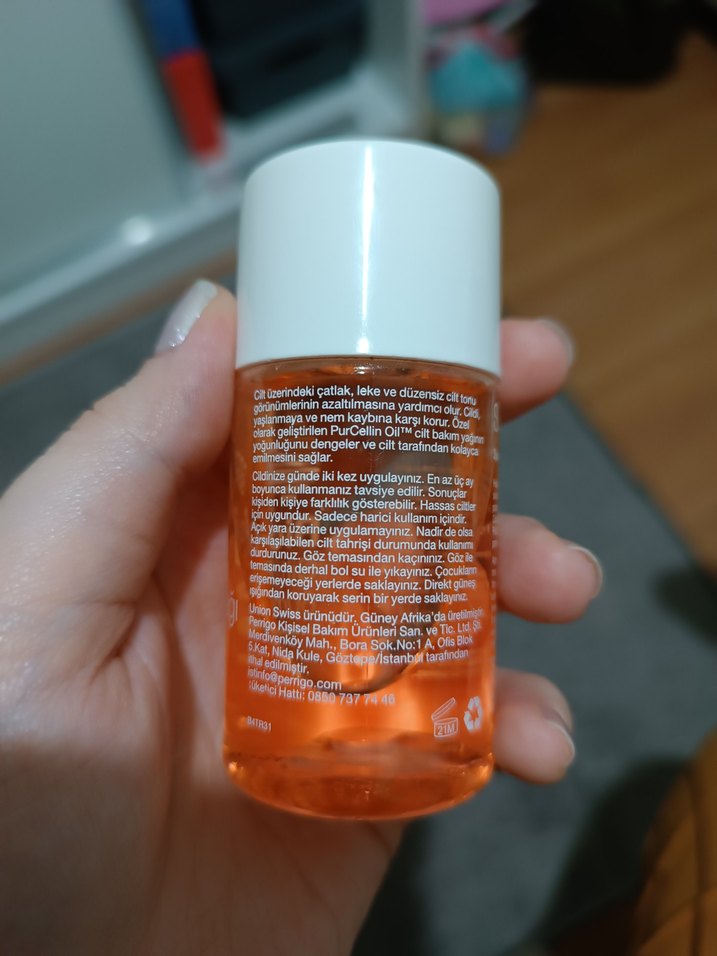 Cilt üzerindeki çatlak, leke ve düzensiz cilt tonu
görünümlerinin azaltılmasına yardımcı olur. Cildi,
yaşlanmaya ve nem kaybına karşı korur. Özel
olarak geliştirilen PurCellin Oil™ cilt bakım yağının
yoğunluğunu dengeler ve cilt tarafından kolayca
emilmesini sağlar.
Cildinize günde iki kez uygulayınız. En az üç ay
boyunca kullanmanız tavsiye edilir. Sonuçlar
kişiden kişiye farklılık gösterebilir. Hassas ciltler
için uygundur. Sadece harici kullanım içindir.
Açık yara üzerine uygulamayınız. Nadir de olsa
karşılaşılabilen cilt tahrişi durumunda kullanımı
durdurunuz. Göz temasından kaçınınız. Göz ile
temasında derhal bol su ile yıkayınız. Çocukların
erişemeyeceği yerlerde saklayınız. Direkt güneş
ışığından koruyarak serin bir yerde saklayınız.
Union Swiss ürünüdür. Güney Afrika'da üretilmiştir.
Perrigo Kişisel Bakım Ürünleri San. ve Tic. Ltd. Şti.
Merdivenköy Mah., Bora Sok.No:1 A, Ofis Blok
6.Kat, Nida Kule, Göztepe/İstanbul tarafından
ithal edilmiştir.
istinfo@perrigo.com
Tüketici Hattı: 0850 737 74 46
B4TR31
21M